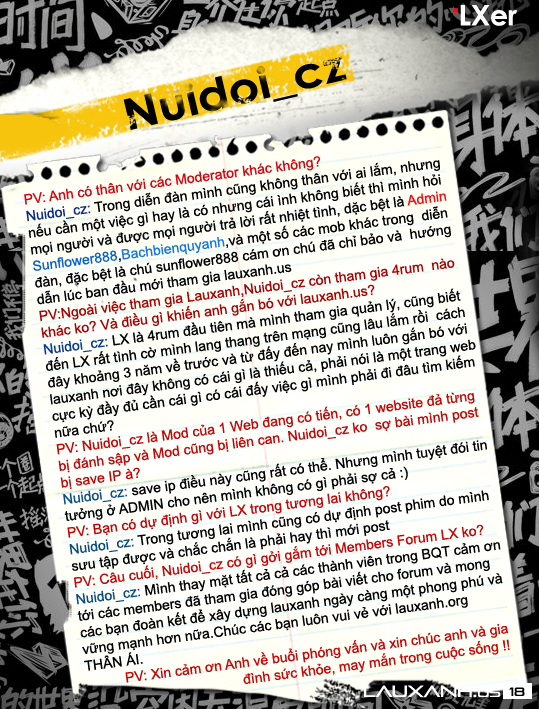 LXer
Nuidoi_cz
PV: Anh có thân với các Moderator khác không?
Nuidoi_cz: Trong diễn đàn mình cũng không thân với ai lắm, nhưng
nếu cần một việc gì hay là có nhưng cái ình không biết thì mình hỏi
mọi người và được mọi người trả lời rất nhiệt tình, dặc bệt là Admin
Sunflower888,Bachbienquyanh,và một số các mob khác trong diễn
đàn, đặc bệt là chú sunflower888 cám ơn chú đã chỉ bảo và hướng
dẫn lúc ban đầu mới tham gia lauxanh.us
PV:Ngoài việc tham gia Lauxanh,Nuidoi_cz còn tham gia 4rum nào
khác ko? Và điều gì khiến anh gắn bó với lauxanh.us?
Nuidoi_cz: LX là 4rum đầu tiên mà mình tham gia quản lý, cũng biết
đến LX rất tình cờ mình lang thang trên mạng cũng lâu lắm rồi cách
đây khoảng 3 năm về trước và từ đấy đến nay mình luôn gắn bó với
lauxanh nơi đây không có cái gì là thiếu cả, phải nói là một trang web
cực kỳ đầy đủ cần cái gì có cái đấy việc gì mình phải đi đâu tìm kiếm
nữa chứ?
PV: Nuidoi_cz là Mod của 1 Web đang có tiến, có 1 website đả từng
bị đánh sập và Mod cũng bị liên can. Nuidoi_cz ko sợ bài mình post
bị save IP à?
Nuidoi_cz: save ip điều này cũng rất có thể. Nhưng mình tuyệt đói tin
tưởng ở ADMIN cho nên mình không có gì phải sợ cả :)
PV: Bạn có dự định gì với LX trong tương lai không?
Nuidoi_cz: Trong tương lai mình cũng có dự định post phim do mình
sưu tập được và chắc chắn là phải hay thì mới post
PV: Câu cuối, Nuidoi_cz có gì gởi gắm tới Members Forum LX ko?
Nuidoi_cz: Mình thay mặt tất cả cả các thành viên trong BQT cảm ơn
tới các members đã tham gia đóng góp bài viết cho forum và mong
các bạn đoàn kết để xây dựng lauxanh ngày càng một phong phú và
vững mạnh hơn nữa.Chúc các bạn luôn vui vẻ với lauxanh.org
THÂN ÁI.
PV: Xin cảm ơn Anh về buổi phỏng vấn và xin chúc anh và gia
đình sức khỏe, may mắn trong cuộc sống !!
LAUXANH.US 18